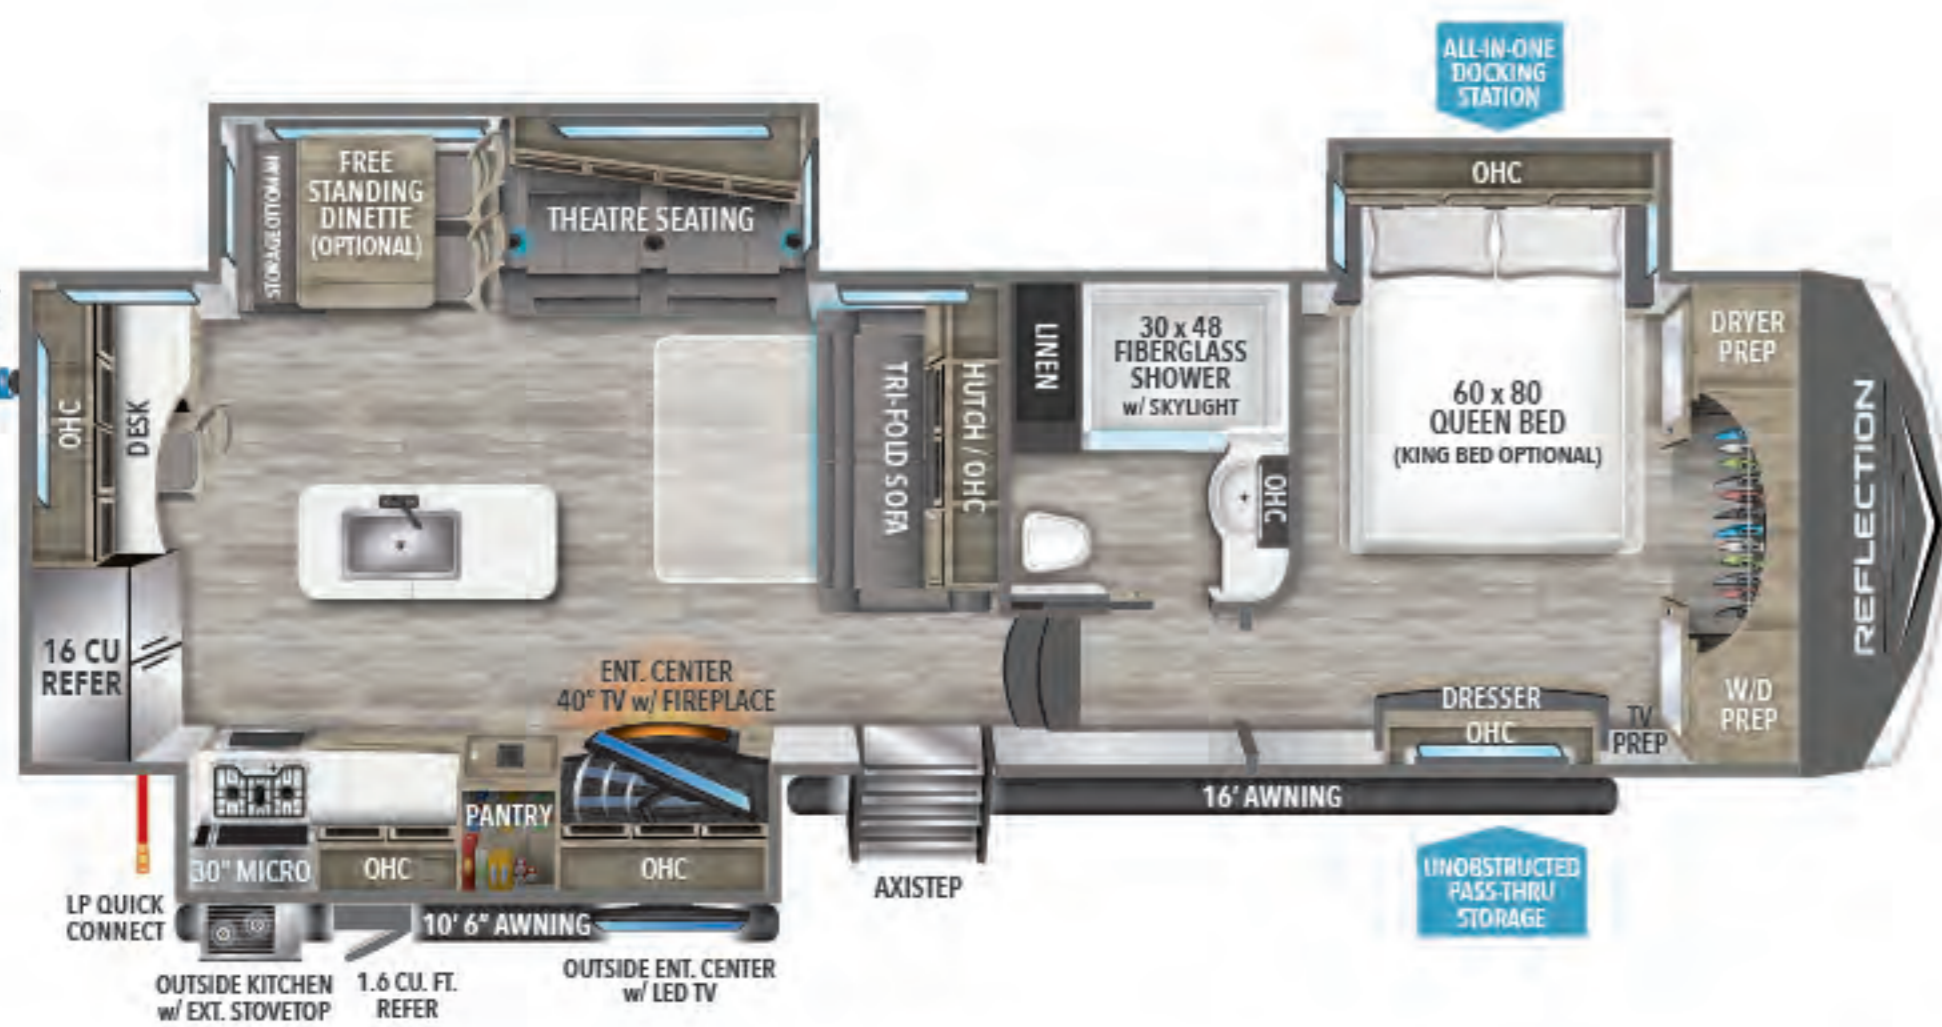 ALL-IN-ONE
DOCKING
STATION
STORAGE OTTOMAN
FREE
STANDING
DINETTE
(OPTIONAL)
THEATRE SEATING
OHC
OHC
DESK
TRI-FOLD SOFA
HUTCH / OHC
LINEN
30 x 48
FIBERGLASS
SHOWER
w/ SKYLIGHT
OHC
60 x 80
QUEEN BED
(KING BED OPTIONAL)
DRYER
PREP
REFLECTION
16 CU
REFER
ENT. CENTER
40" TV w/ FIREPLACE
DRESSER
OHC
TV
PREP
W/D
PREP
30" MICRO
OHC
PANTRY
OHC
16' AWNING
AXISTEP
UNOBSTRUCTED
PASS-THRU
STORAGE
LP QUICK
CONNECT
10' 6" AWNING
OUTSIDE KITCHEN
w/ EXT. STOVETOP
1.6 CU. FT.
REFER
OUTSIDE ENT. CENTER
w/ LED TV